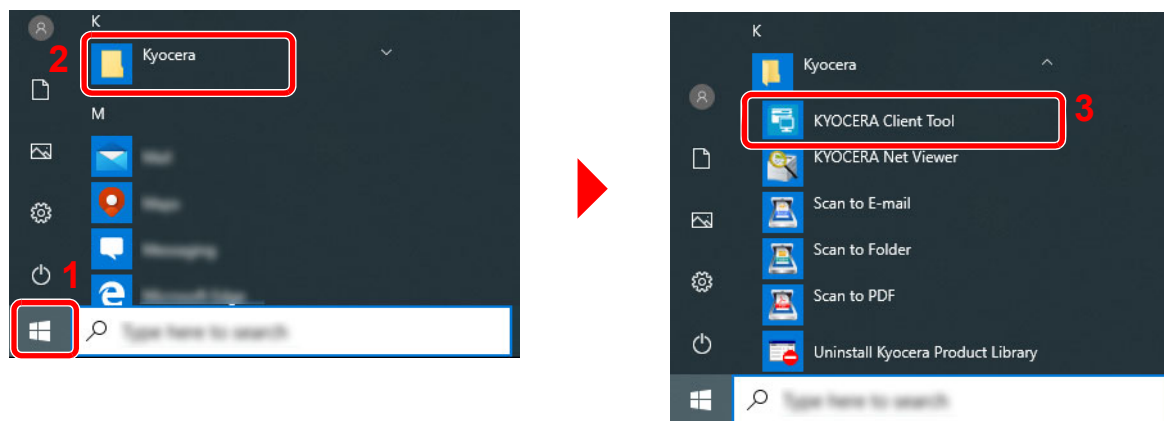 K
2
Kyocera
M
1
K
Kyocera
3
KYOCERA Client Tool
KYOCERA Net Viewer
Scan to E-mail
Scan to Folder
Scan to PDF
Uninstall Kyocera Product Library